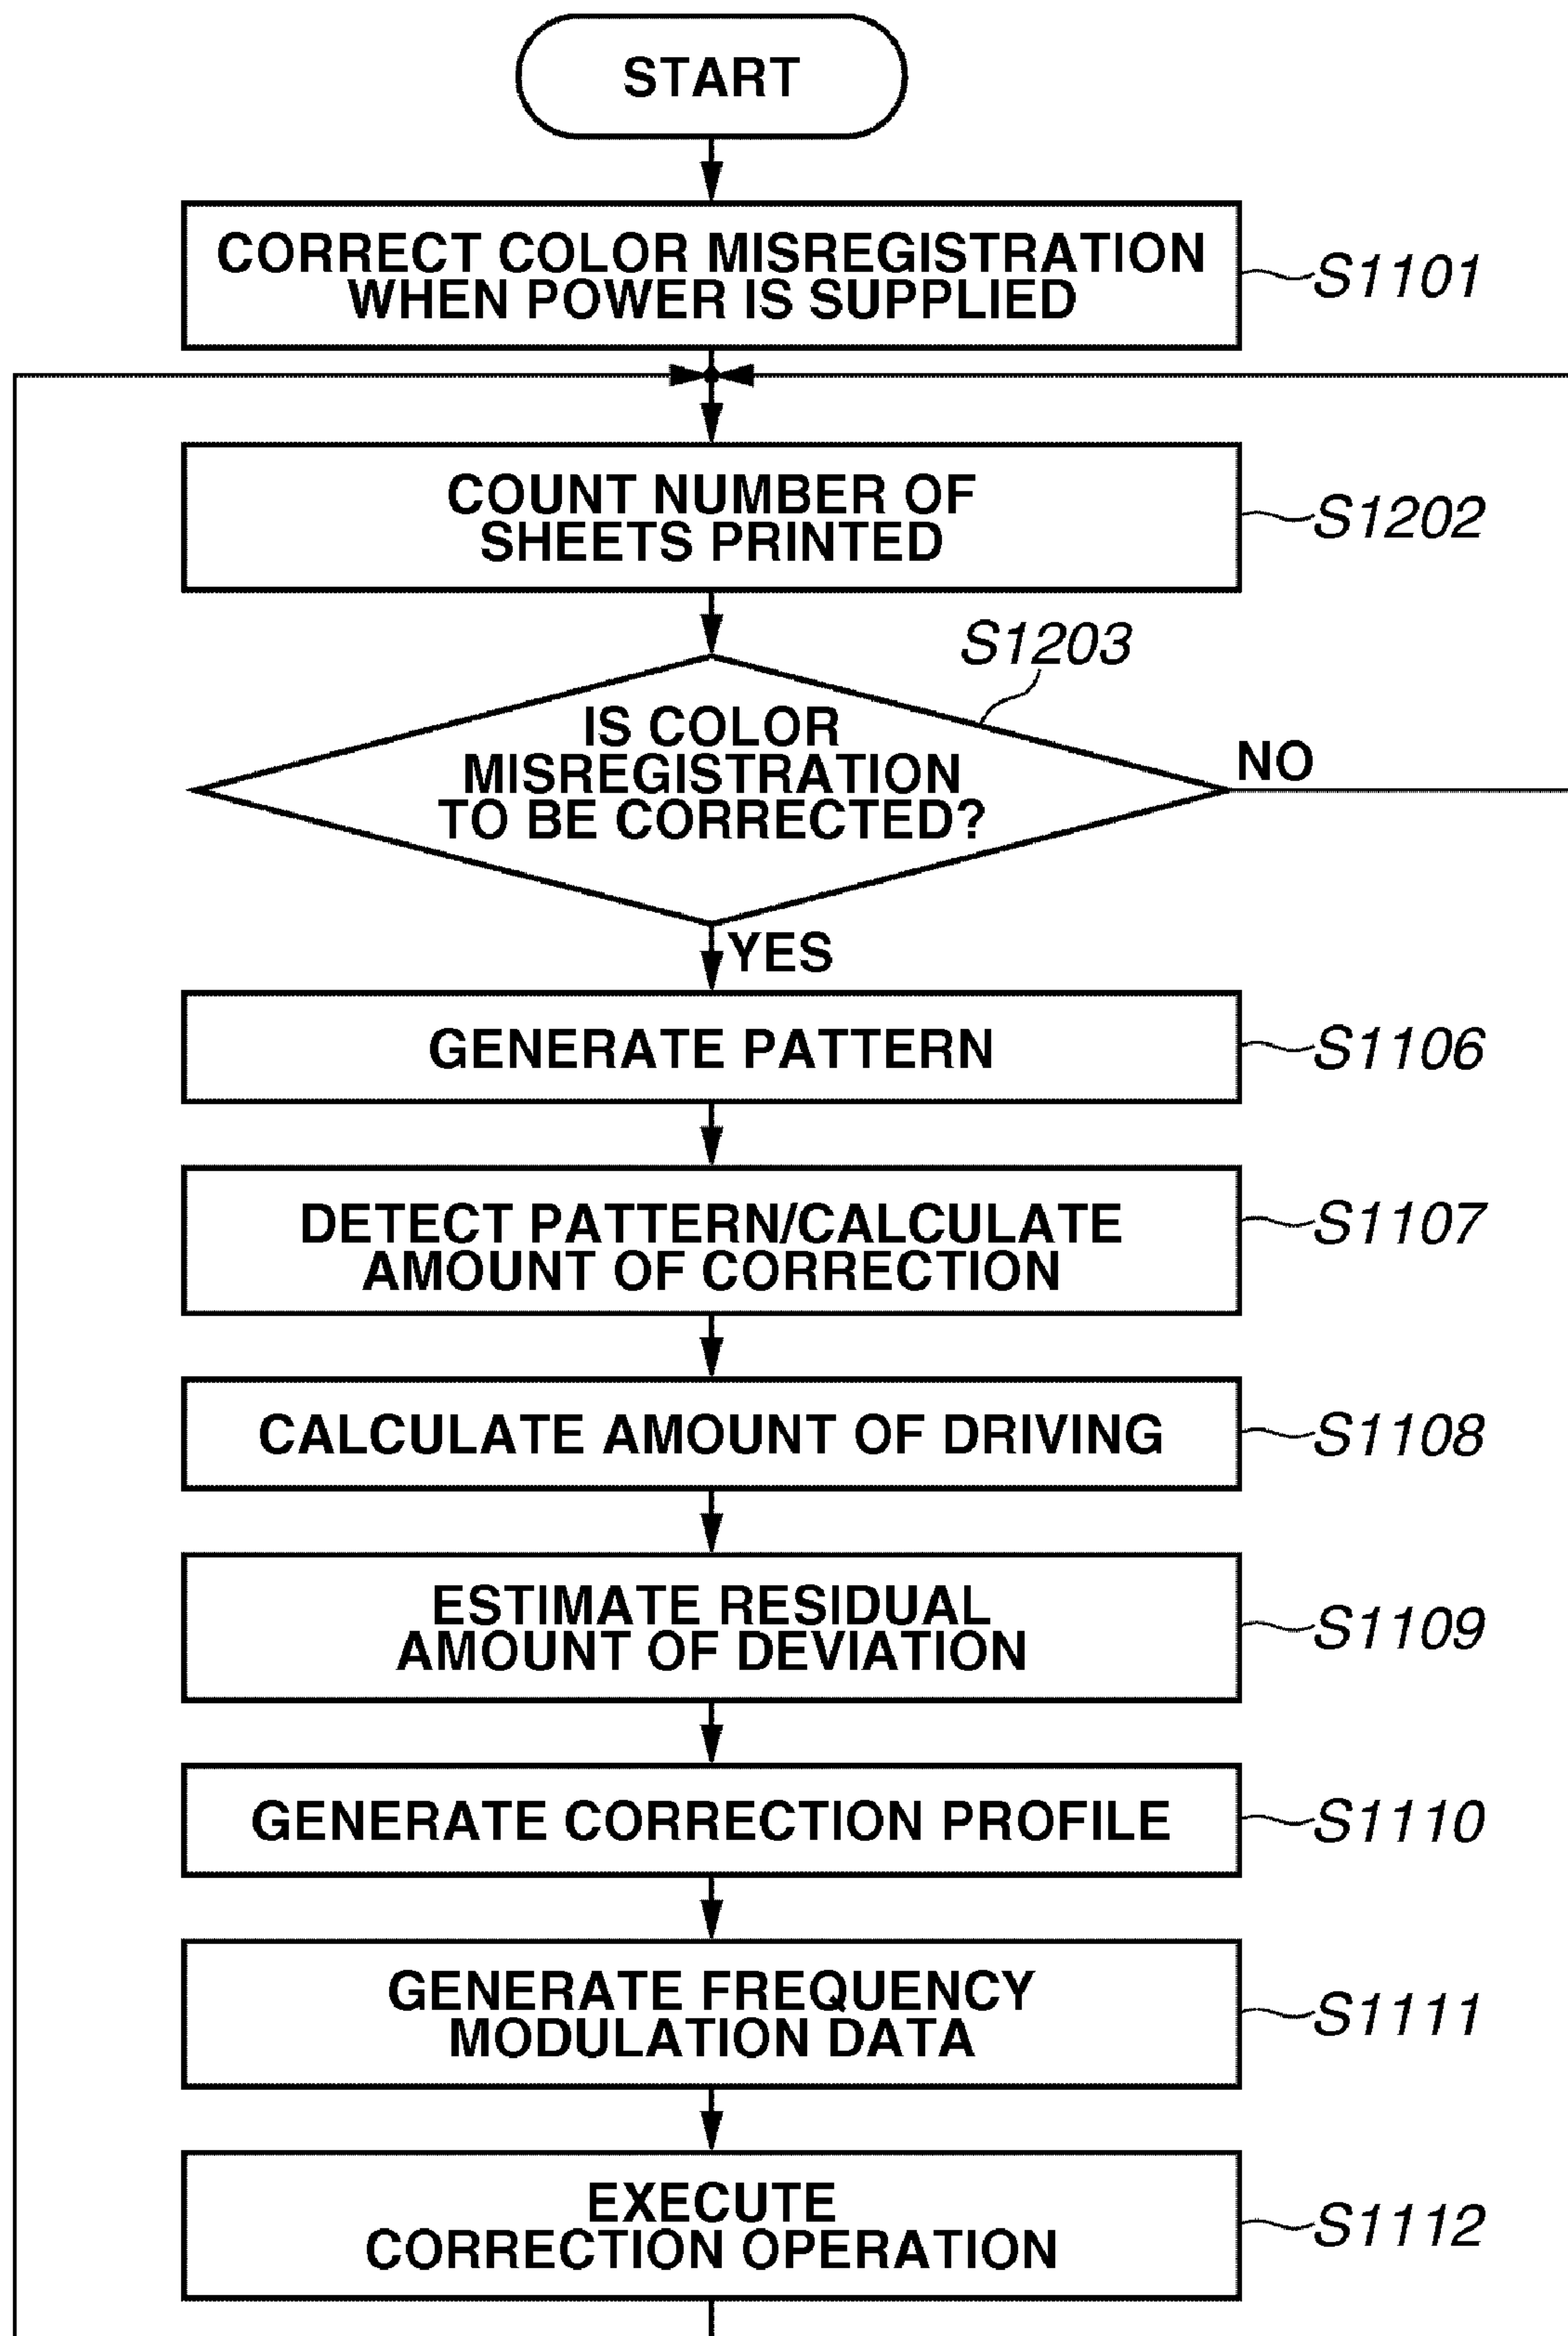 START
CORRECT COLOR MISREGISTRATION
WHEN POWER IS SUPPLIED
S1101
COUNT NUMBER OF
SHEETS PRINTED
S1202
S1203
IS COLOR
MISREGISTRATION
TO BE CORRECTED?
NO
YES
GENERATE PATTERN
S1106
DETECT PATTERN/CALCULATE
AMOUNT OF CORRECTION
S1107
CALCULATE AMOUNT OF DRIVING
S1108
ESTIMATE RESIDUAL
AMOUNT OF DEVIATION
S1109
GENERATE CORRECTION PROFILE
S1110
GENERATE FREQUENCY
MODULATION DATA
S1111
EXECUTE
CORRECTION OPERATION
S1112